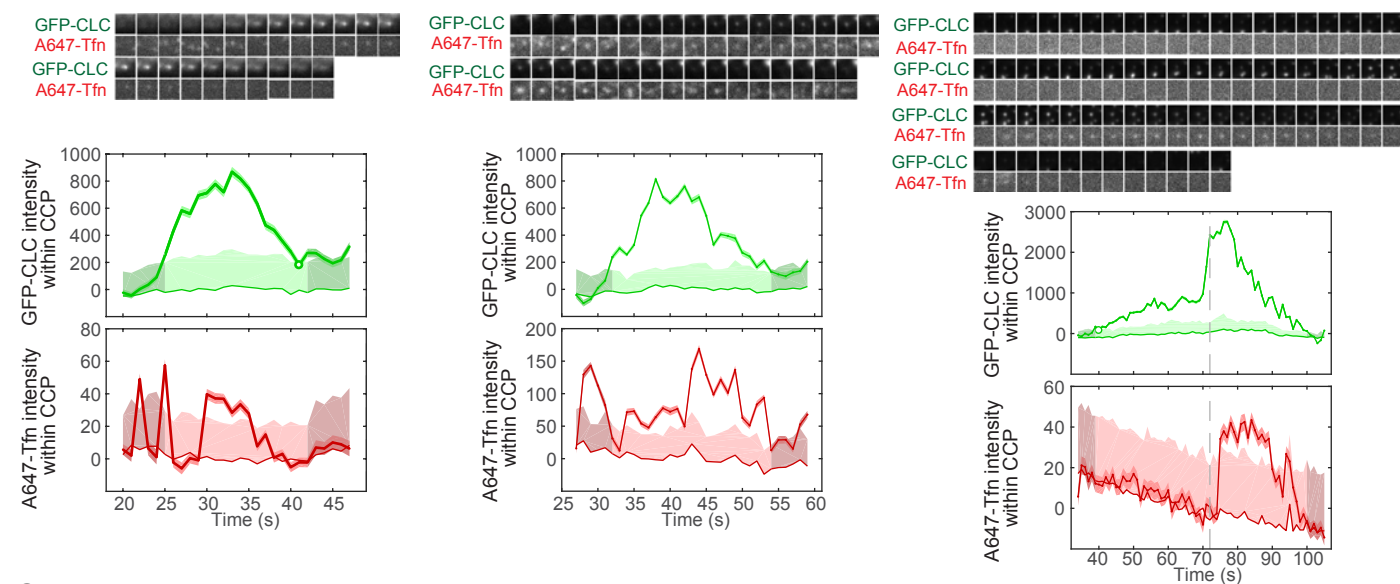 GFP-CLC
A647-Tfn
GFP-CLC
A647-Tfn
GFP-CLC intensity
within CCP
1000
800
600
400
200
0
A647-Tfn intensity
within CCP
80
60
40
20
0
20 25 30 35 40 45
Time (s)
GFP-CLC
A647-Tfn
GFP-CLC
A647-Tfn
GFP-CLC intensity
within CCP
1000
800
600
400
200
0
A647-Tfn intensity
within CCP
200
150
100
50
0
25 30 35 40 45 50 55 60
Time (s)
GFP-CLC
A647-Tfn
GFP-CLC
A647-Tfn
GFP-CLC
A647-Tfn
GFP-CLC
A647-Tfn
GFP-CLC intensity
within CCP
3000
2000
1000
0
A647-Tfn intensity
within CCP
60
40
20
0
40 50 60 70 80 90 100
Time (s)